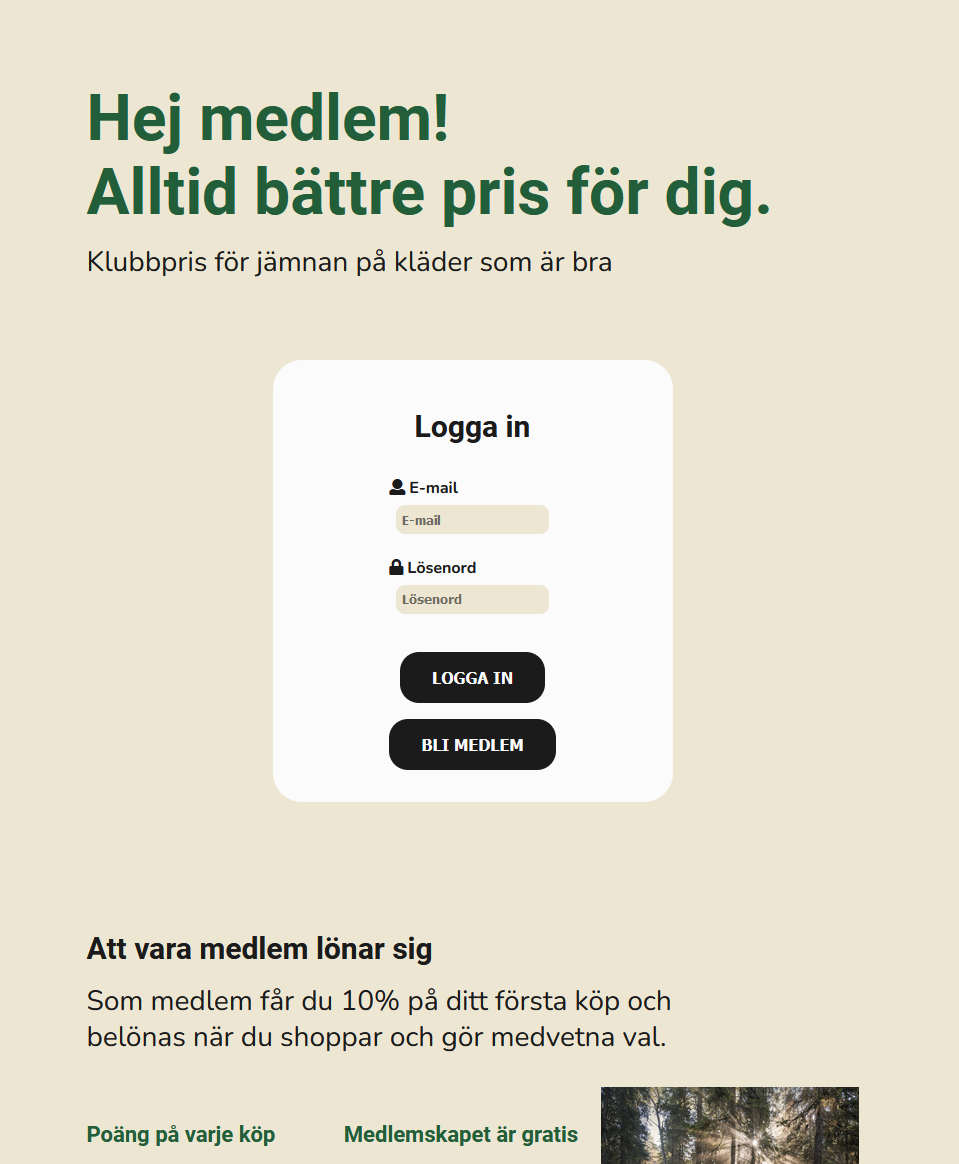 Hej medlem!
Alltid bättre pris för dig.
Klubbpris för jämnan på kläder som är bra
Logga in
E-mail
E-mail
Lösenord
Lösenord
LOGGA IN
BLI MEDLEM
Att vara medlem lönar sig
Som medlem får du 10% på ditt första köp och
belönas när du shoppar och gör medvetna val.
Poäng på varje köp
Medlemskapet är gratis